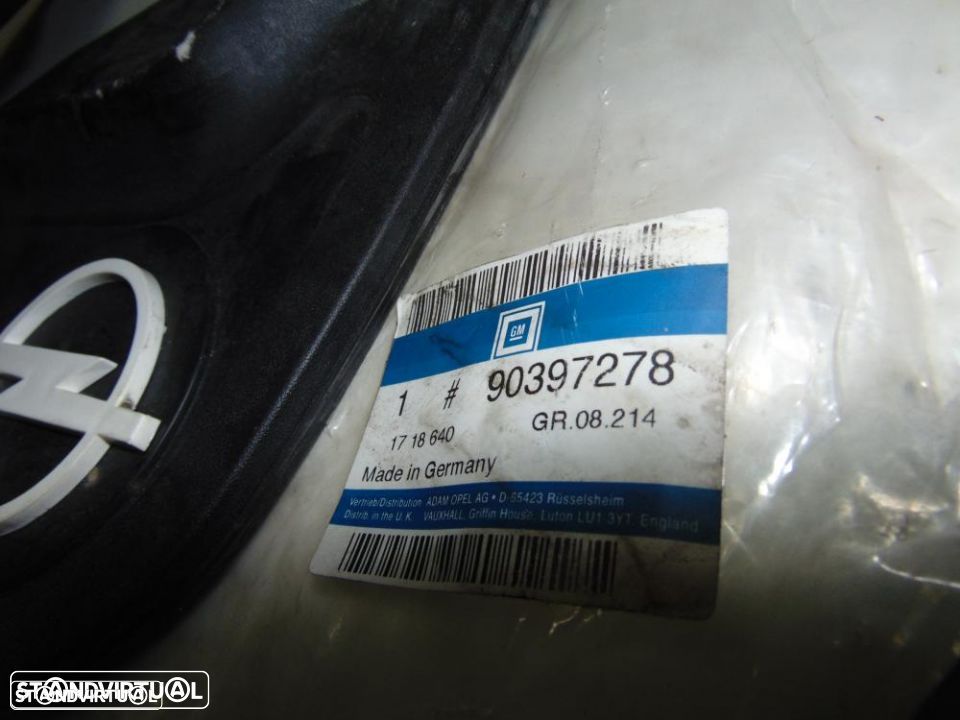 GM
1 # 90397278
17 18 640 GR.08.214
Made in Germany
Vertrieb/Distribution ADAM OPEL AG • D-65423 Rüsselsheim
Distrib. in the U. K. VAUXHALL, Griffin House, Luton LU1 3YT, England
STANDVIRTUAL
STANDVIRTUAL